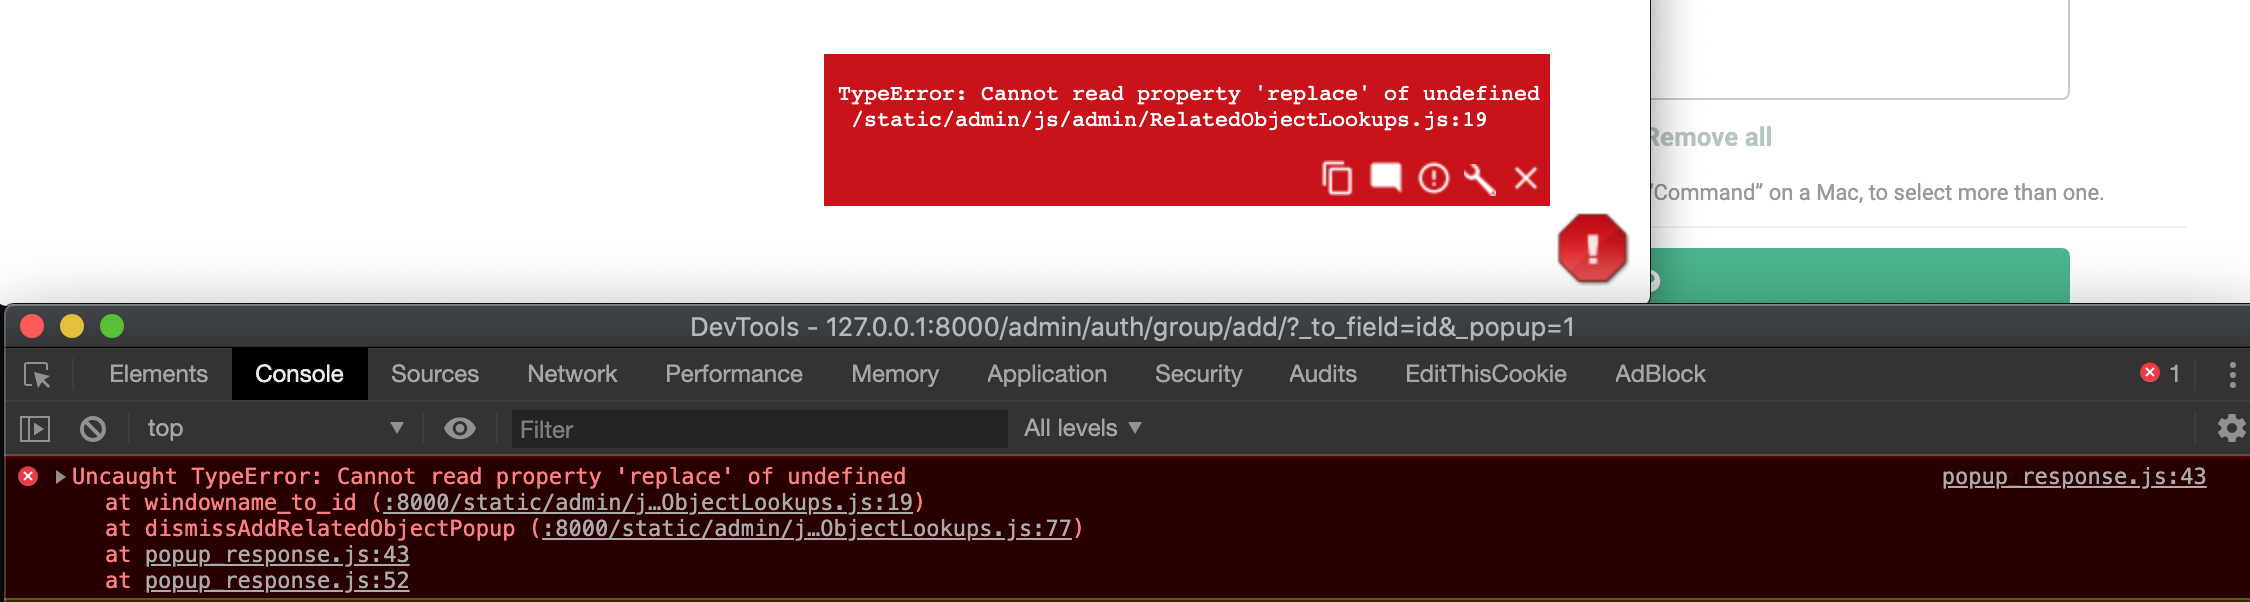 TypeError: Cannot read property 'replace' of undefined
/static/admin/js/admin/RelatedObjectLookups.js:19
Remove all
“Command” on a Mac, to select more than one.
DevTools - 127.0.0.1:8000/admin/auth/group/add/?_to_field=id&_popup=1
Elements Console Sources Network Performance Memory Application Security Audits EditThisCookie AdBlock 1
top Filter All levels
Uncaught TypeError: Cannot read property 'replace' of undefined popup_response.js:43
at windowname_to_id (:8000/static/admin/j…ObjectLookups.js:19)
at dismissAddRelatedObjectPopup (:8000/static/admin/j…ObjectLookups.js:77)
at popup_response.js:43
at popup_response.js:52